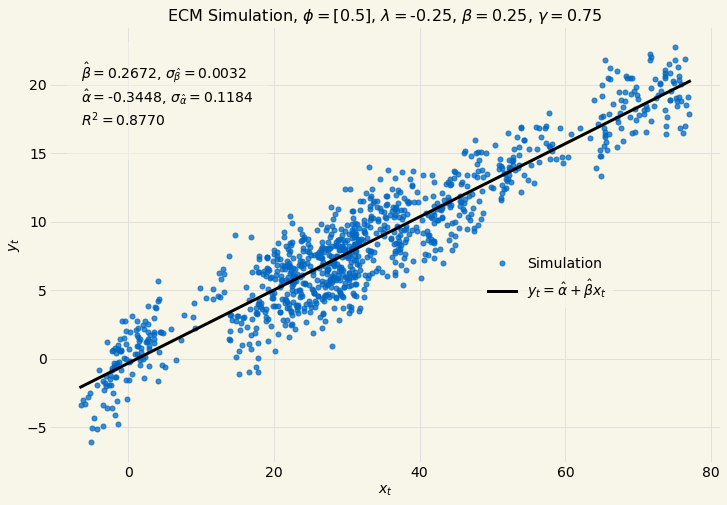 ECM Simulation, ϕ = [0.5], λ = -0.25, β = 0.25, γ = 0.75
β̂ = 0.2672, σ_β̂ = 0.0032
α̂ = -0.3448, σ_α̂ = 0.1184
R² = 0.8770
20
15
10
5
0
−5
y_t
Simulation
y_t = α̂ + β̂x_t
0 20 40 60 80
x_t